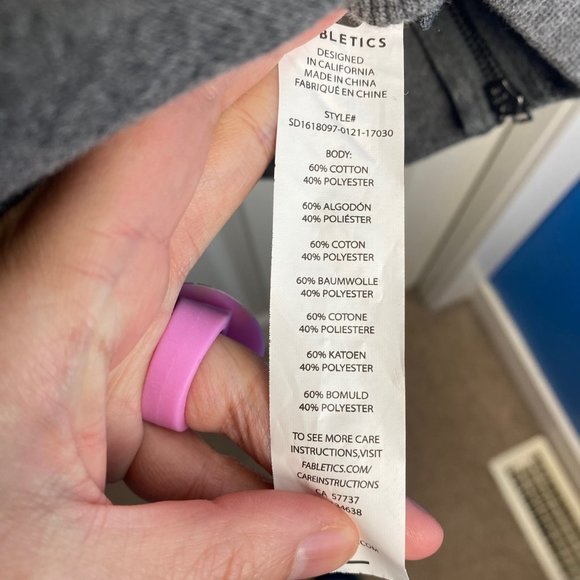 BLETICS
DESIGNED
IN CALIFORNIA
MADE IN CHINA
FABRIQUÉ EN CHINE
STYLE#
SD1618097-0121-17030
BODY:
60% COTTON
40% POLYESTER
60% ALGODÓN
40% POLIÉSTER
60% COTON
40% POLYESTER
60% BAUMWOLLE
40% POLYESTER
60% COTONE
40% POLIESTERE
60% KATOEN
40% POLYESTER
60% BOMULD
40% POLYESTER
TO SEE MORE CARE
INSTRUCTIONS,VISIT
FABLETICS.COM/
CAREINSTRUCTIONS
CA 57737
34638
.COM